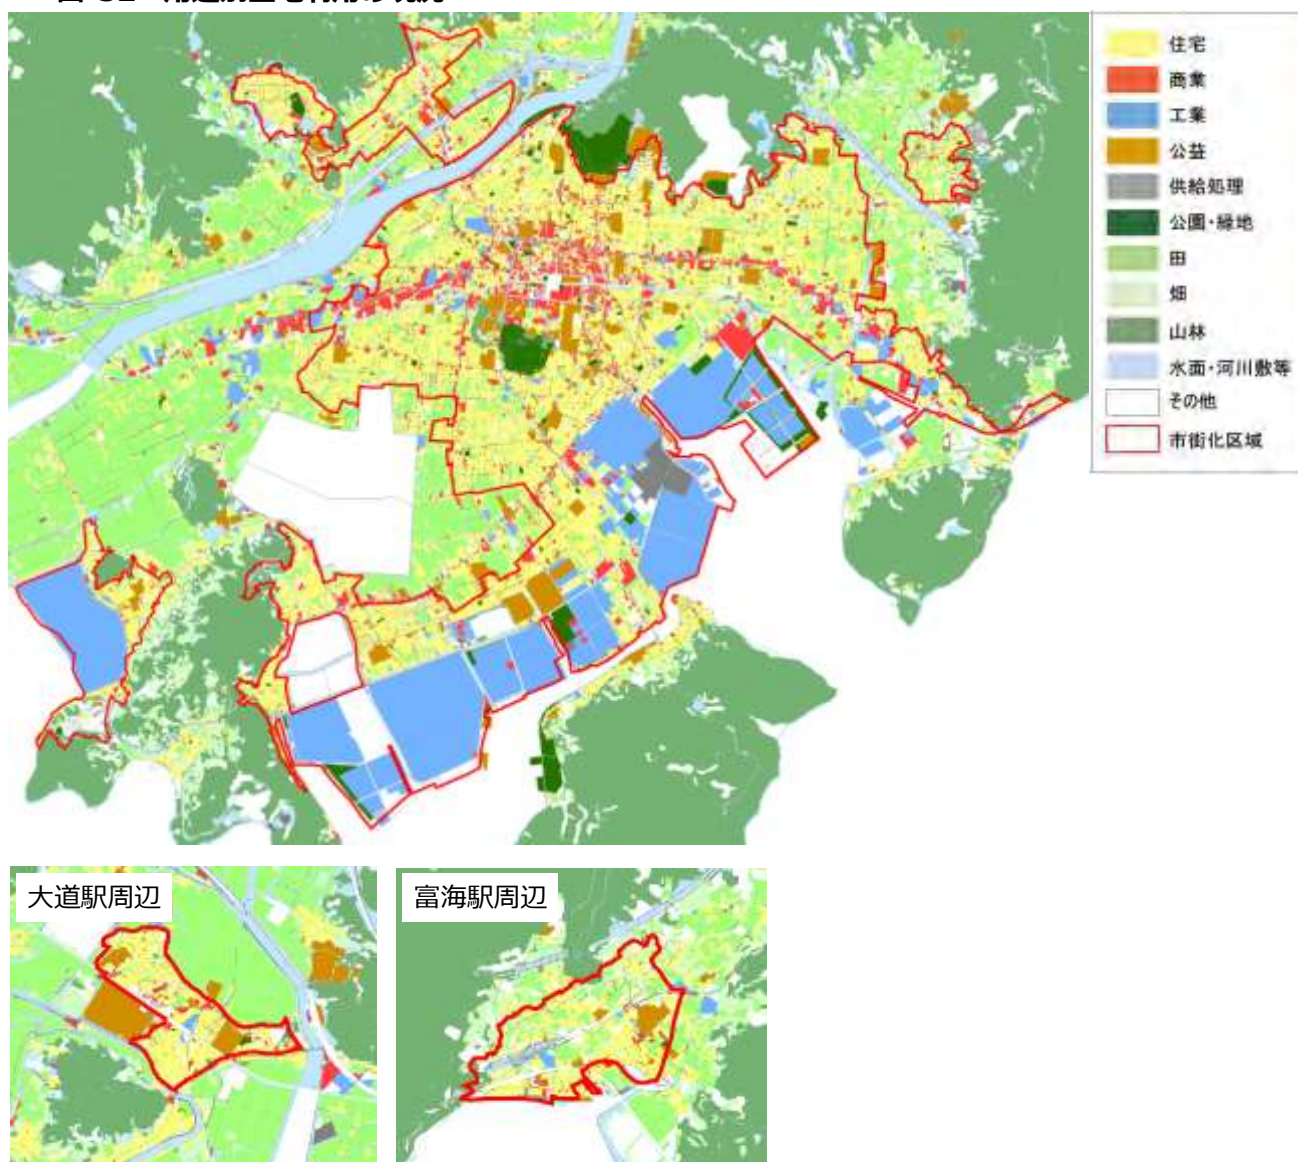 住宅
商業
工業
公益
供給処理
公園・緑地
田
畑
山林
水面・河川敷等
その他
市街化区域
大道駅周辺
富海駅周辺